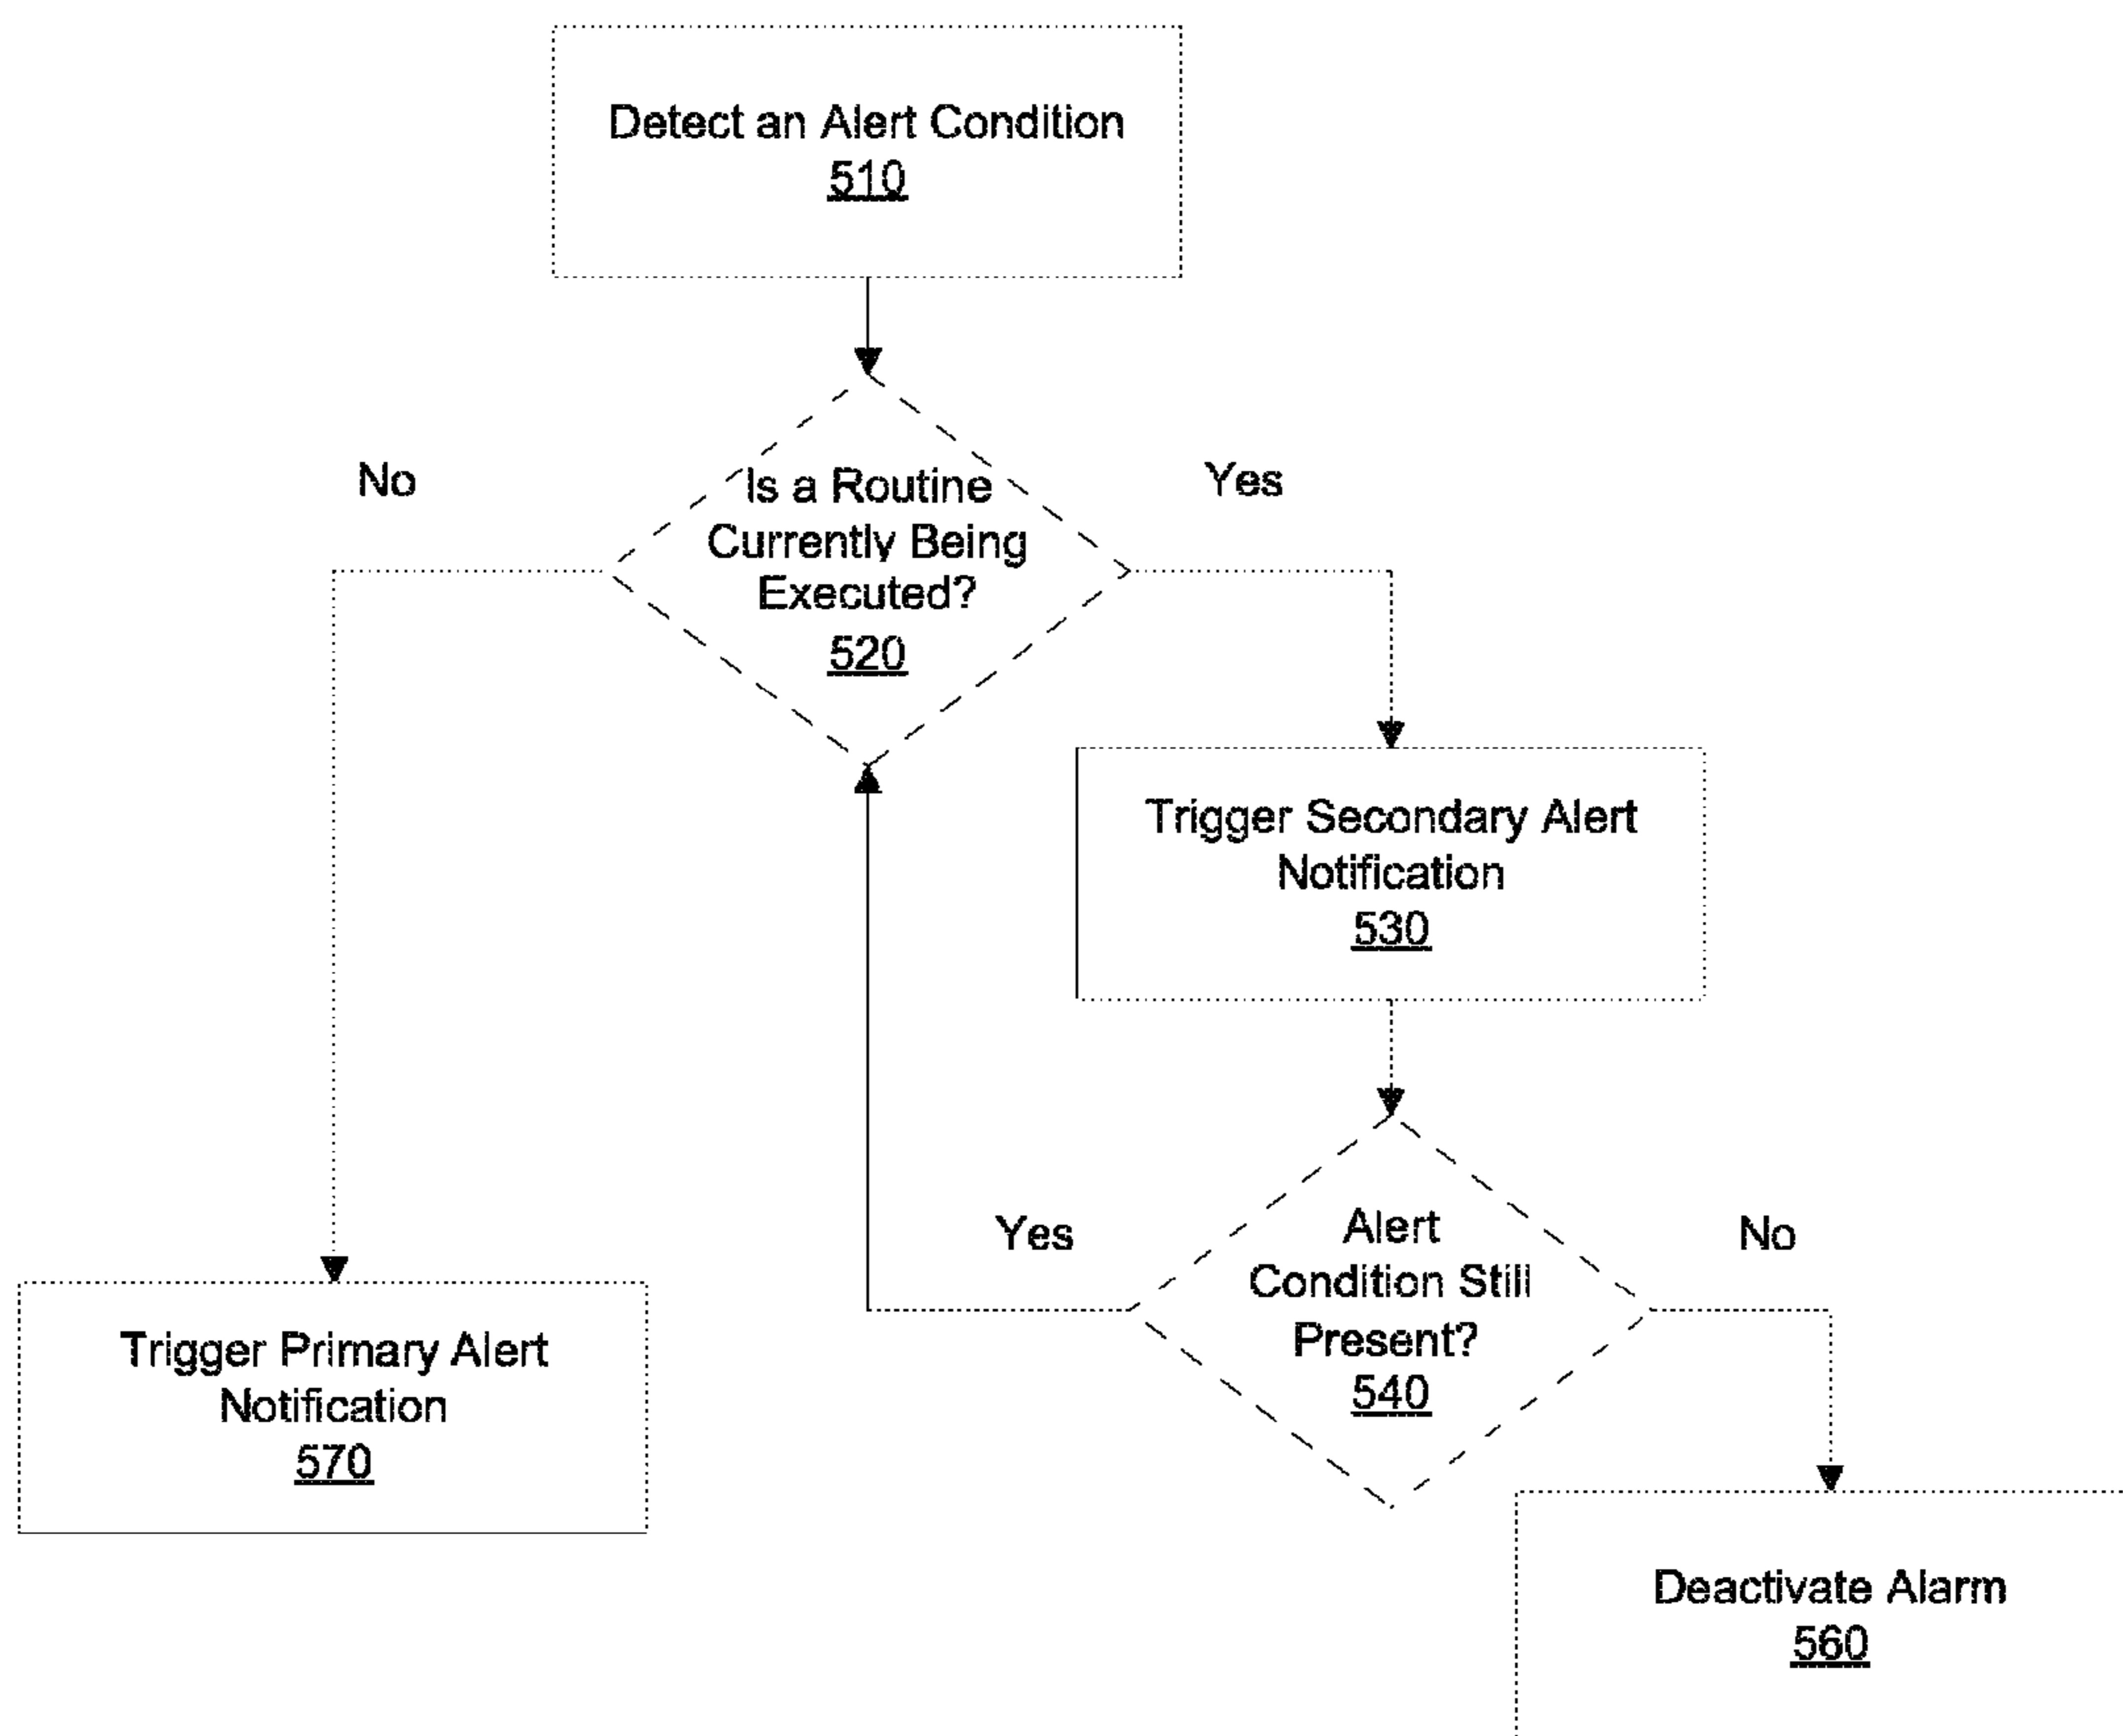 Detect an Alert Condition
510
No
Yes
Is a Routine
Currently Being
Executed?
520
Trigger Secondary Alert
Notification
530
Yes
No
Alert
Condition Still
Present?
540
Trigger Primary Alert
Notification
570
Deactivate Alarm
560